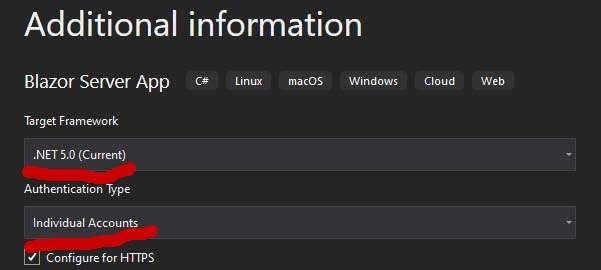 Additional information
Blazor Server App C# Linux macOS Windows Cloud Web
Target Framework
.NET 5.0 (Current)
Authentication Type
Individual Accounts
Configure for HTTPS